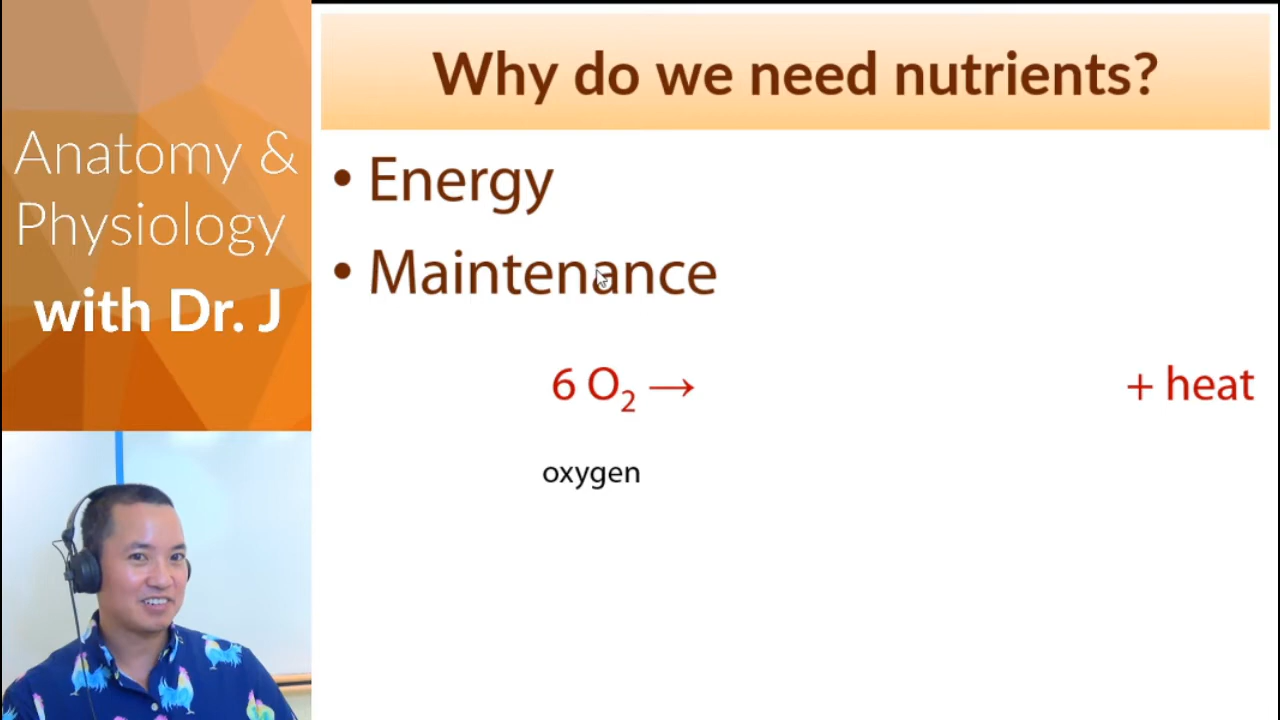 Anatomy &
Physiology
with Dr. J
Why do we need nutrients?
• Energy
• Maintenance
6 O₂ → + heat
oxygen